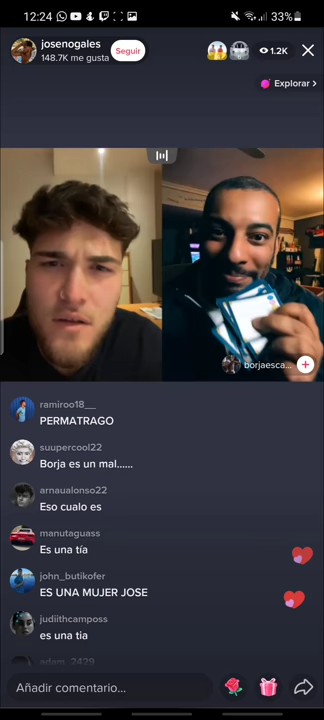 12:24
33%
josenogales
148.7K me gusta
Seguir
1.2K
Explorar >
borjaesca...
ramiroo18__
PERMATRAGO
suupercool22
Borja es un mal......
arnaualonso22
Eso cualo es
manutaguass
Es una tía
john_butikofer
ES UNA MUJER JOSE
judiithcamposs
es una tia
adam_2429
Añadir comentario...